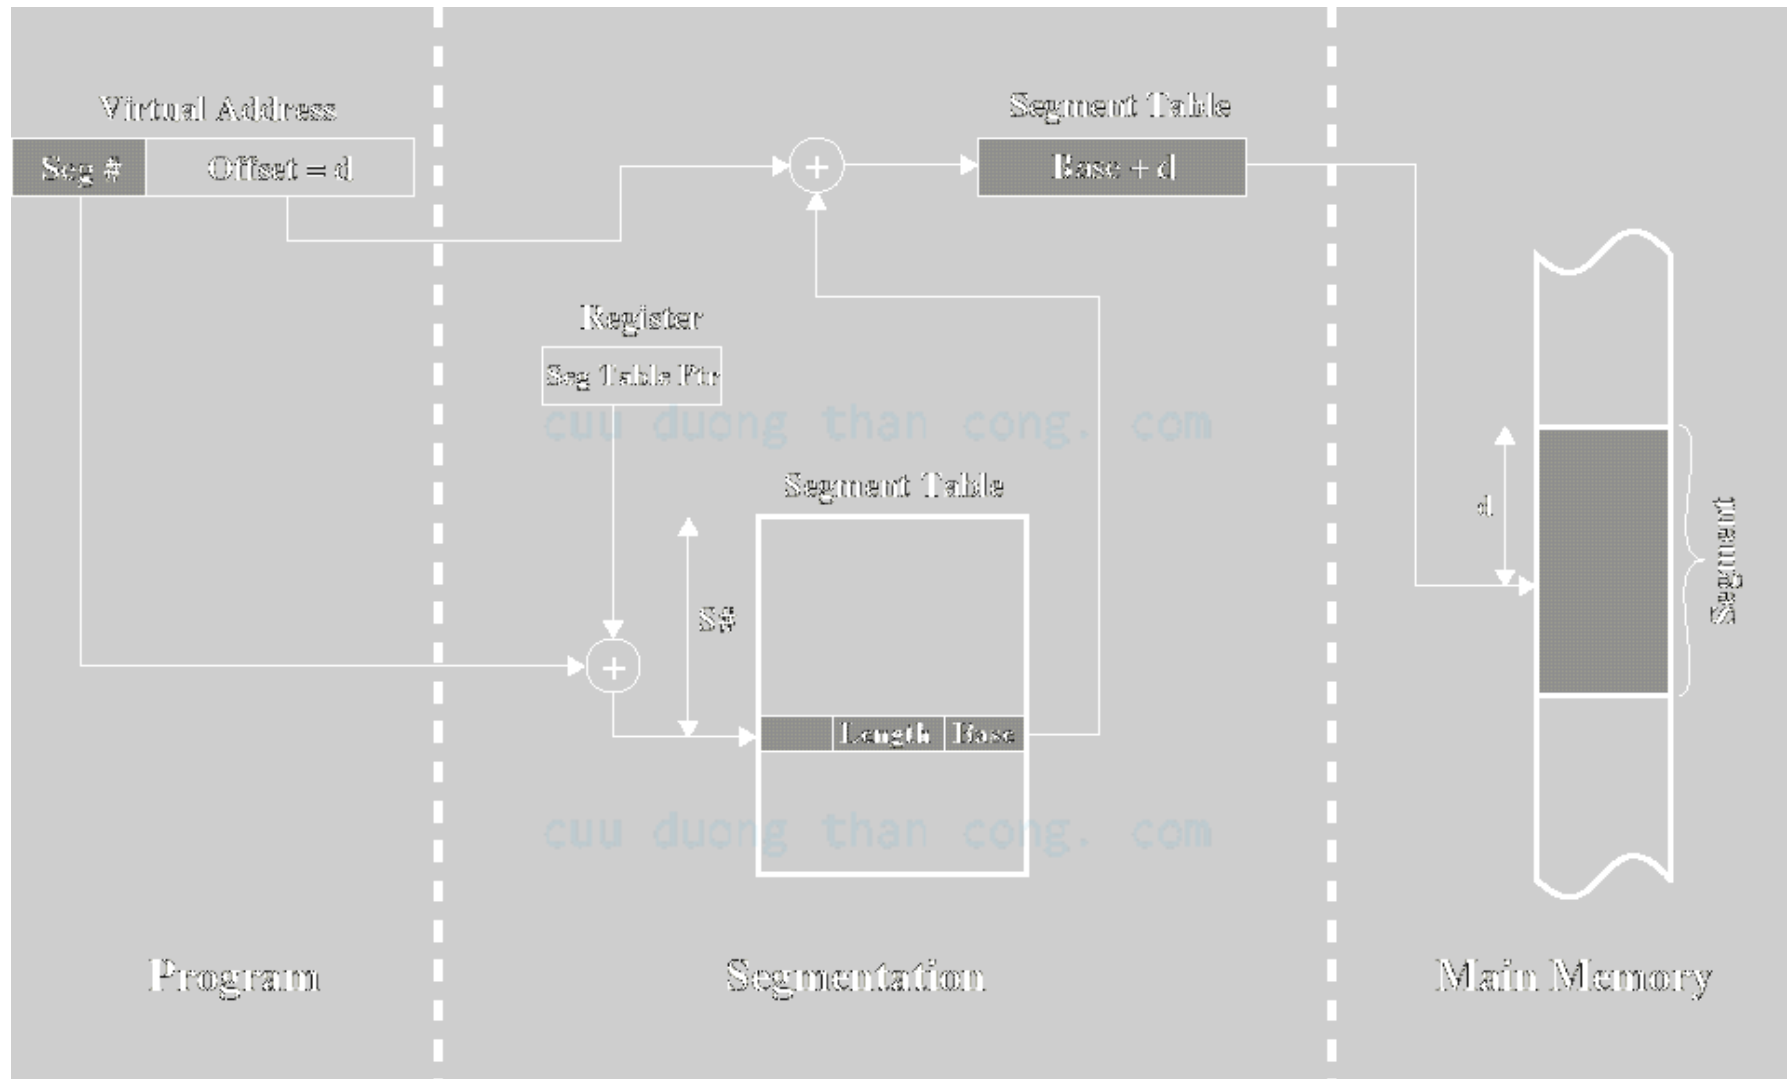 Virtual Address
Segment Table
Seg #
Offset = d
+
Base + d
Register
Seg Table Ptr
cuu duong than cong. com
Segment Table
d
Segment
S#
+
Length
Base
cuu duong than cong. com
Program
Segmentation
Main Memory